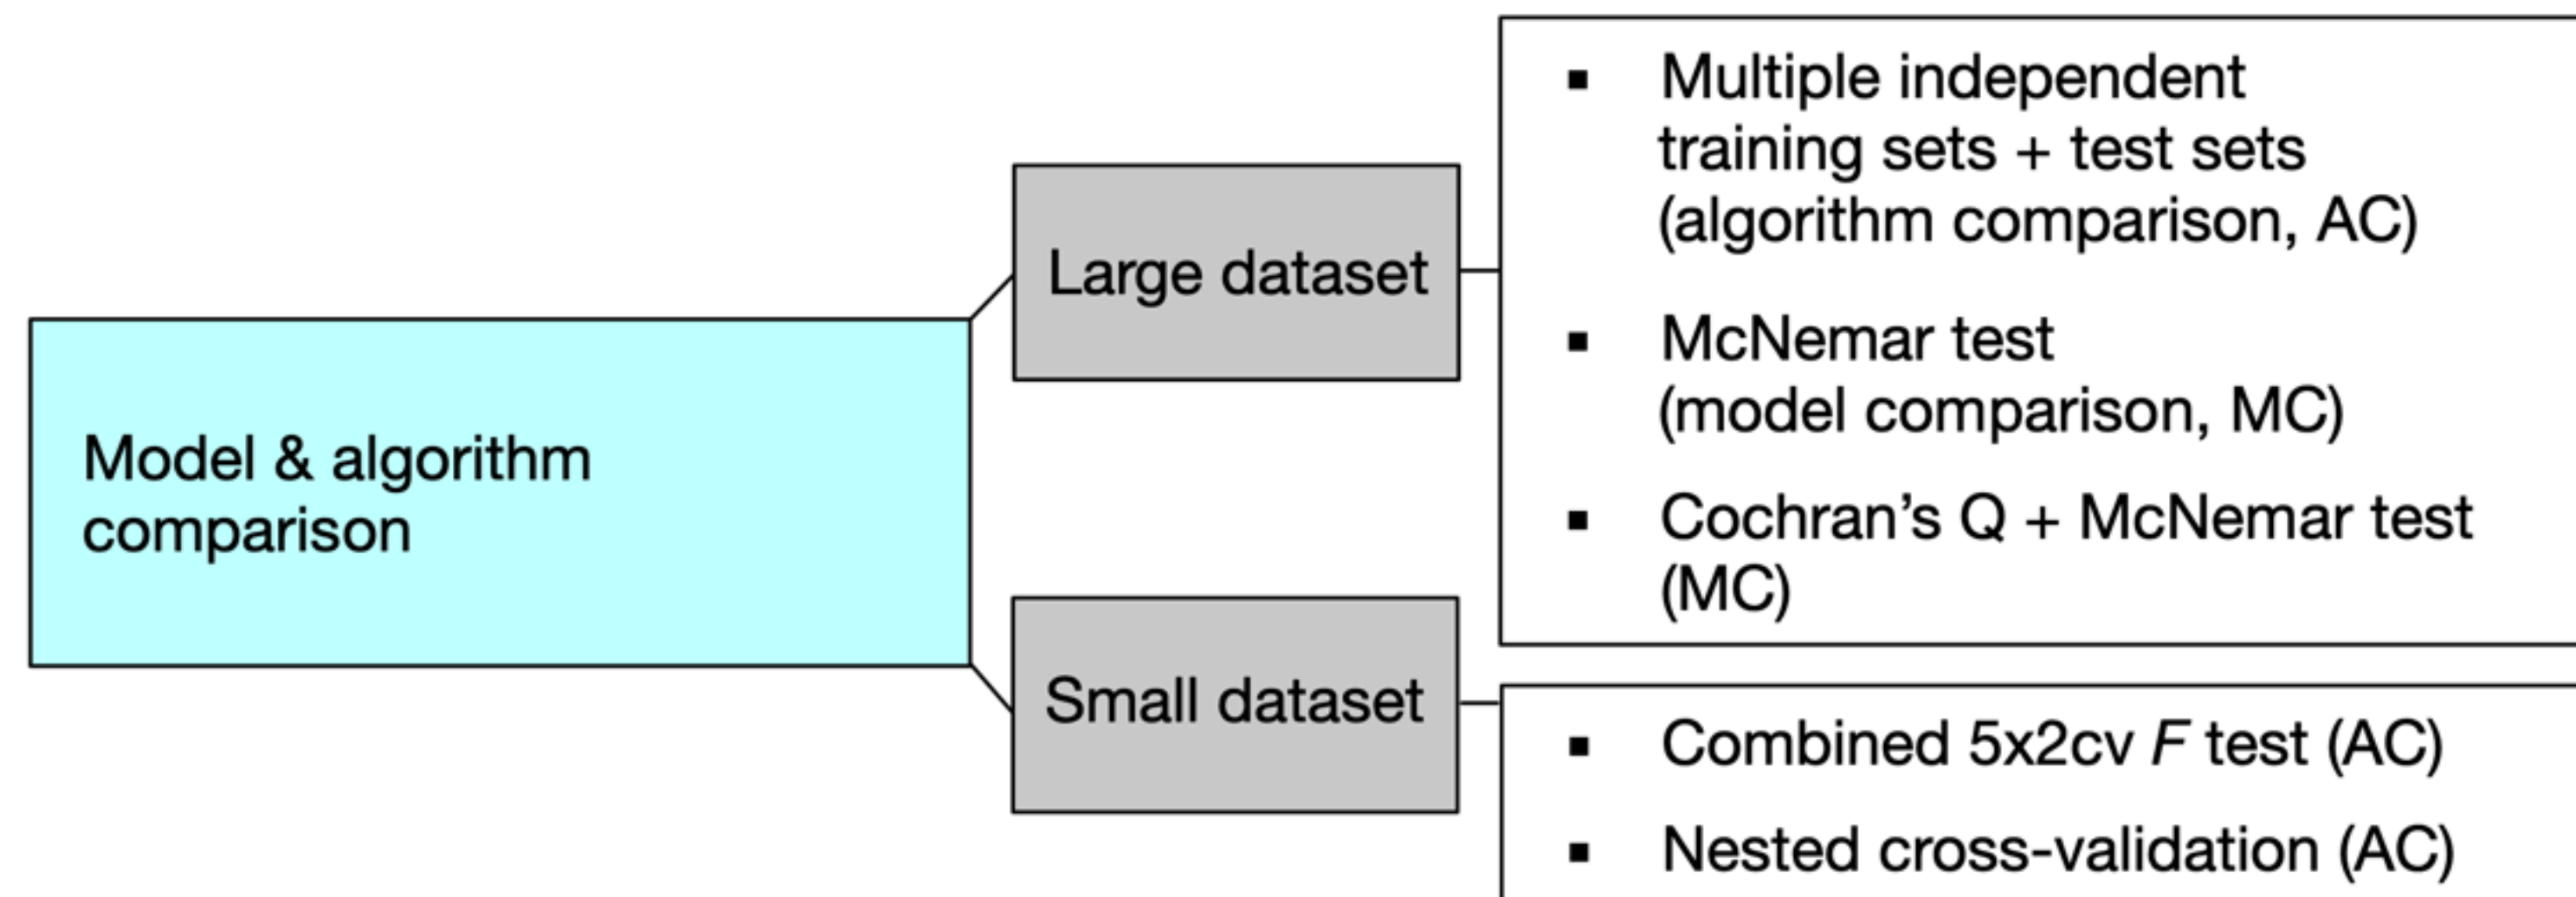 Model & algorithm
comparison
Large dataset
▪ Multiple independent
training sets + test sets
(algorithm comparison, AC)
▪ McNemar test
(model comparison, MC)
▪ Cochran’s Q + McNemar test
(MC)
Small dataset
▪ Combined 5x2cv F test (AC)
▪ Nested cross-validation (AC)